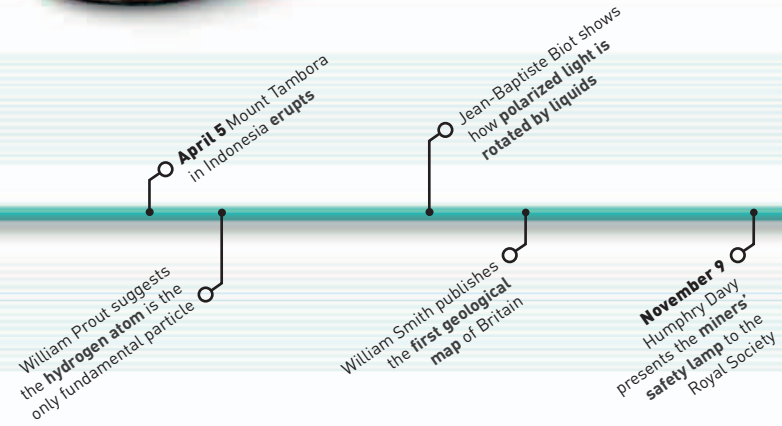 April 5 Mount Tambora
in Indonesia erupts
William Prout suggests
the hydrogen atom is the
only fundamental particle
Jean-Baptiste Biot shows
how polarized light is
rotated by liquids
William Smith publishes
the first geological
map of Britain
November 9
Humphry Davy
presents the miners’
safety lamp to the
Royal Society